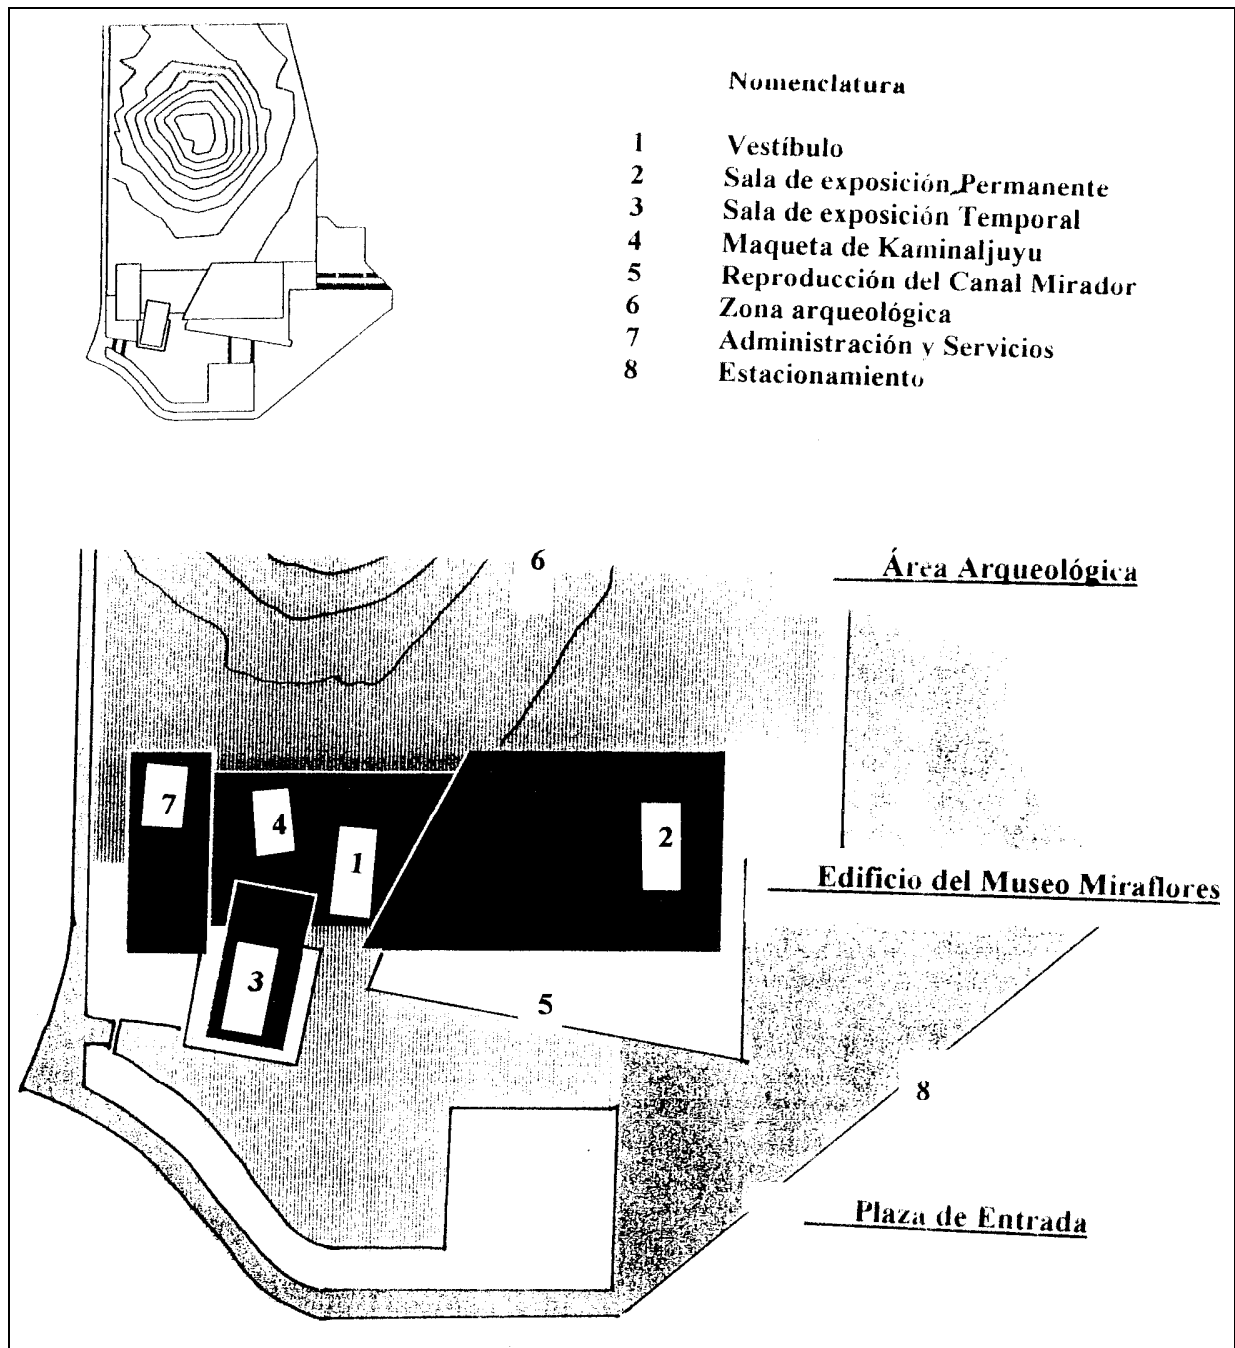 Nomenclatura
1 Vestíbulo
2 Sala de exposición Permanente
3 Sala de exposición Temporal
4 Maqueta de Kaminaljuyu
5 Reproducción del Canal Mirador
6 Zona arqueológica
7 Administración y Servicios
8 Estacionamiento
6
Área Arqueológica
7
4
1
2
Edificio del Museo Miraflores
3
5
8
Plaza de Entrada